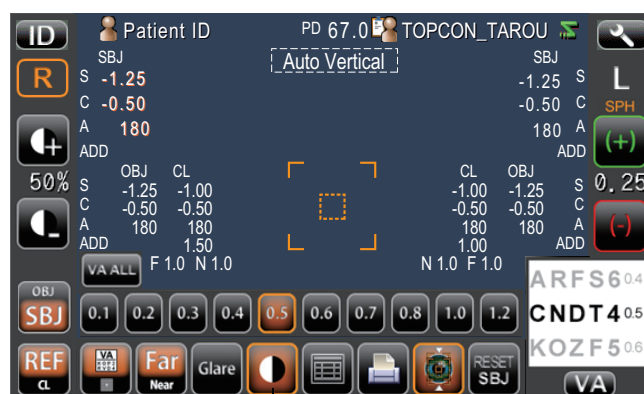 ID Patient ID PD 67.0 TOPCON_TAROU
SBJ Auto Vertical SBJ
R S -1.25 -1.25 S L
C -0.50 -0.50 C SPH
A 180 180 A (+)
ADD ADD
OBJ CL CL OBJ
50% S -1.25 -1.00 -1.00 -1.25 S 0.25
C -0.50 -0.50 -0.50 -0.50 C
A 180 180 180 180 A (-)
ADD 1.50 1.00 ADD
VA ALL F 1.0 N 1.0 N 1.0 F 1.0
ARFS6 0.4
OBJ
SBJ 0.1 0.2 0.3 0.4 0.5 0.6 0.7 0.8 1.0 1.2 CNDT4 0.5
KOZF5 0.6
REF VA Far Glare RESET
CL Near SBJ VA